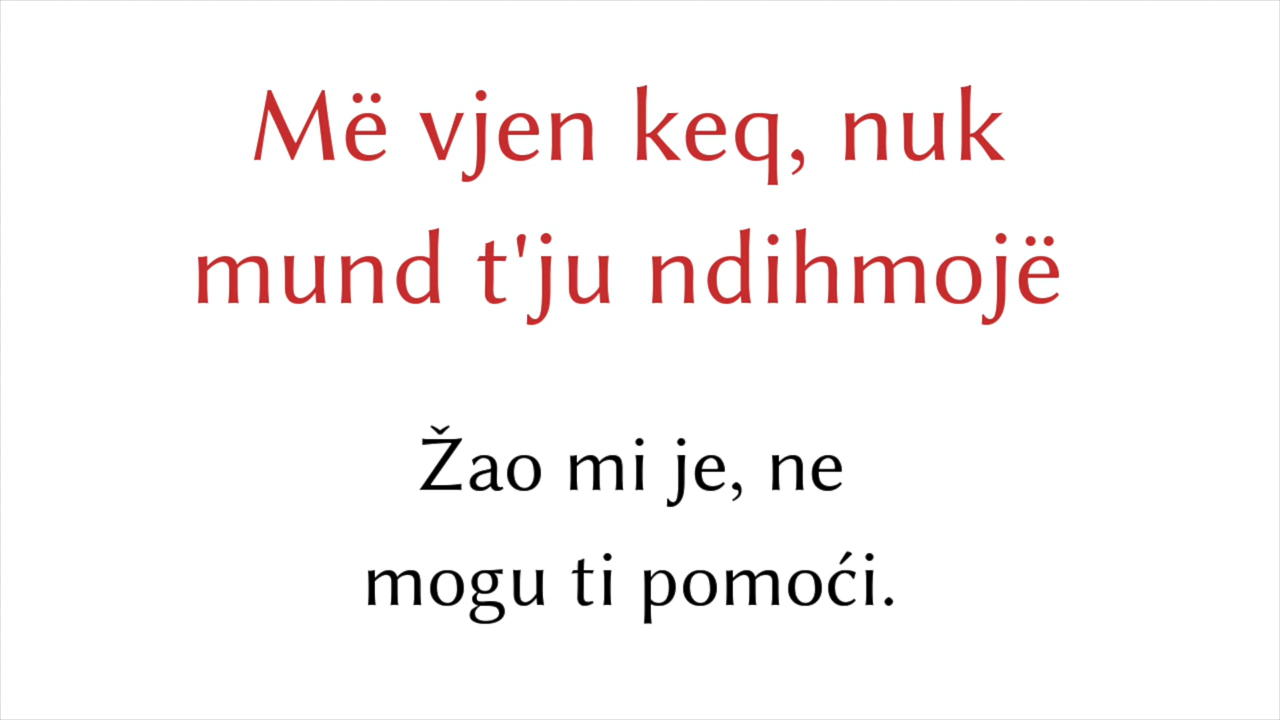 Më vjen keq, nuk
mund t'ju ndihmojë
Žao mi je, ne
mogu ti pomoći.